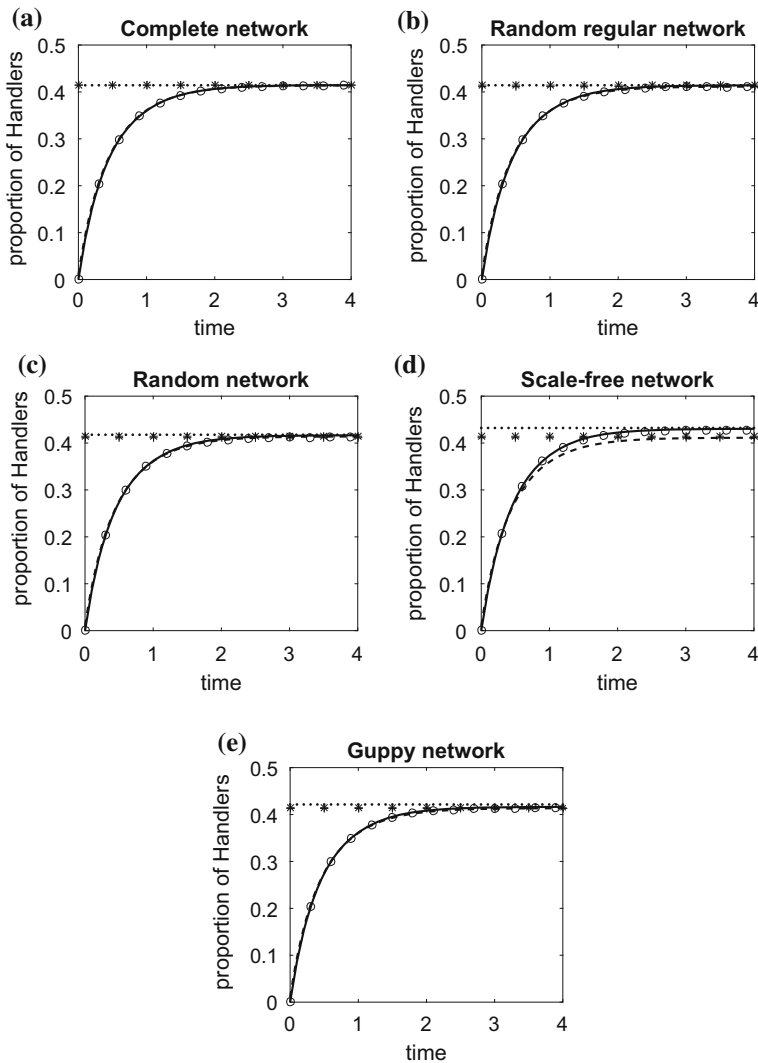 (a)
Complete network
proportion of Handlers
0.5
0.4
0.3
0.2
0.1
0
0 1 2 3 4
time
(b)
Random regular network
proportion of Handlers
0.5
0.4
0.3
0.2
0.1
0
0 1 2 3 4
time
(c)
Random network
proportion of Handlers
0.5
0.4
0.3
0.2
0.1
0
0 1 2 3 4
time
(d)
Scale-free network
proportion of Handlers
0.5
0.4
0.3
0.2
0.1
0
0 1 2 3 4
time
(e)
Guppy network
proportion of Handlers
0.5
0.4
0.3
0.2
0.1
0
0 1 2 3 4
time